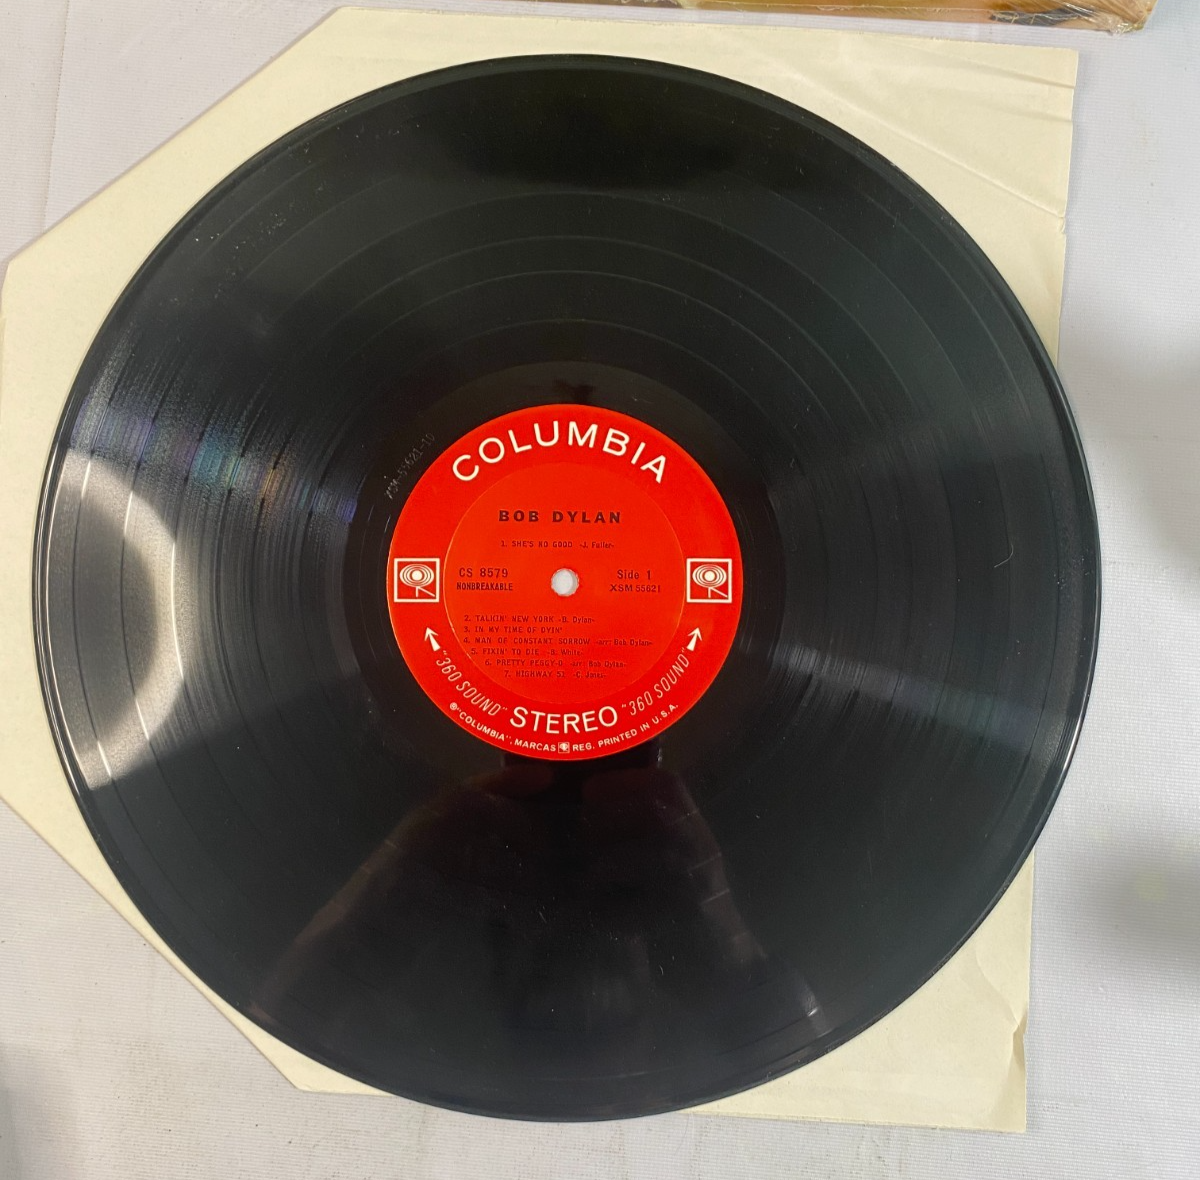 COLUMBIA
BOB DYLAN
1. SHE'S NO GOOD -J. Fuller-
CS 8579
NONBREAKABLE
Side 1
XSM 55621
2. TALKIN' NEW YORK -B. Dylan-
3. IN MY TIME OF DYIN'
4. MAN OF CONSTANT SORROW -arr: Bob Dylan-
5. FIXIN' TO DIE -B. White-
6. PRETTY PEGGY-O -arr: Bob Dylan-
7. HIGHWAY 51 -C. Jones-
"360 SOUND" STEREO "360 SOUND"
® "COLUMBIA", MARCAS REG. PRINTED IN U.S.A.
XSM-55621-1D